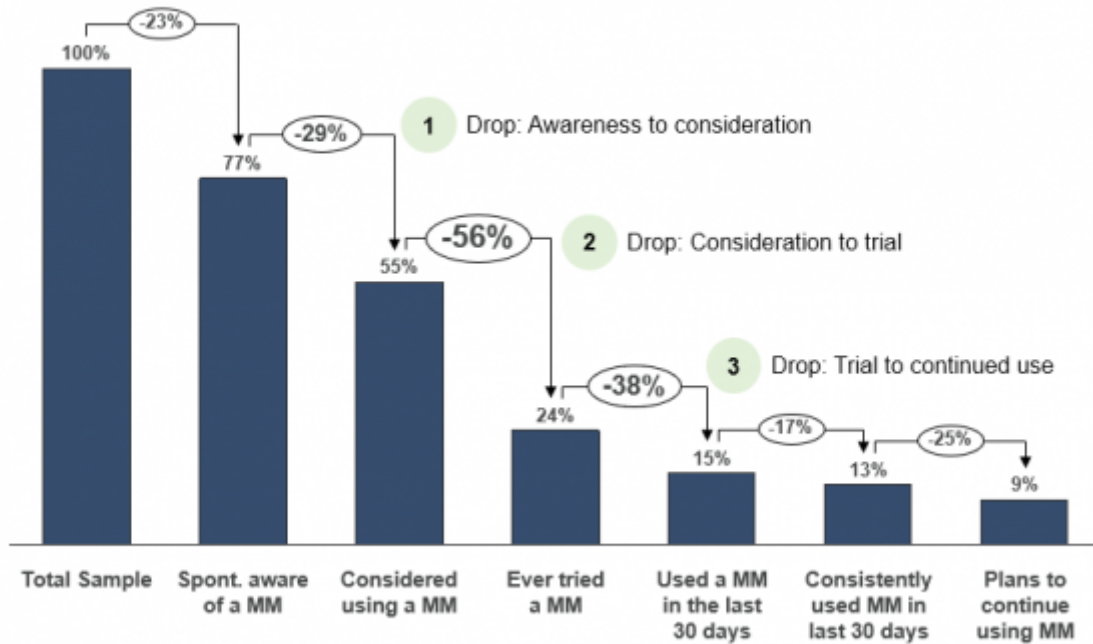 -23%
100%
-29%
1 Drop: Awareness to consideration
77%
-56%
2 Drop: Consideration to trial
55%
-38%
3 Drop: Trial to continued use
24%
-17%
-25%
15%
13%
9%
Total Sample
Spont. aware
of a MM
Considered
using a MM
Ever tried
a MM
Used a MM
in the last
30 days
Consistently
used MM in
last 30 days
Plans to
continue
using MM